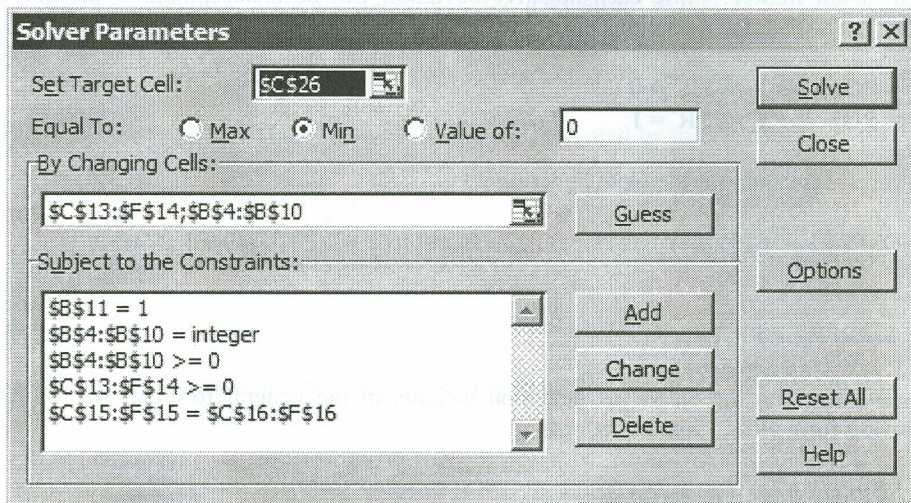 Solver Parameters
? ×
Set Target Cell: $C$26
Solve
Equal To: Max Min Value of: 0
Close
By Changing Cells:
$C$13:$F$14;$B$4:$B$10
Guess
Subject to the Constraints:
Options
$B$11 = 1
Add
$B$4:$B$10 = integer
$B$4:$B$10 >= 0
Change
$C$13:$F$14 >= 0
Reset All
$C$15:$F$15 = $C$16:$F$16
Delete
Help